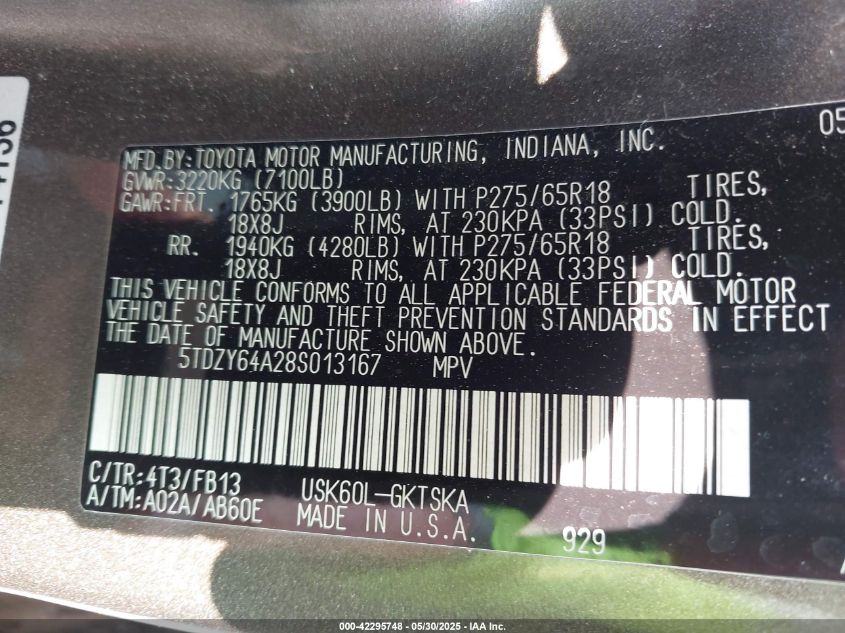 05
MFD.BY:TOYOTA MOTOR MANUFACTURING, INDIANA, INC.
GVWR:3220KG (7100LB)
GAWR:FRT. 1765KG (3900LB) WITH P275/65R18 TIRES,
18X8J RIMS, AT 230KPA (33PSI) COLD.
RR. 1940KG (4280LB) WITH P275/65R18 TIRES,
18X8J RIMS, AT 230KPA (33PSI) COLD.
THIS VEHICLE CONFORMS TO ALL APPLICABLE FEDERAL MOTOR
VEHICLE SAFETY AND THEFT PREVENTION STANDARDS IN EFFECT
THE DATE OF MANUFACTURE SHOWN ABOVE.
5TDZY64A28S013167 MPV
C/TR:4T3/FB13
A/TM:A02A/AB60E
USK60L-GKTSKA
MADE IN U.S.A.
929
000-42295748 - 05/30/2025 - IAA Inc.